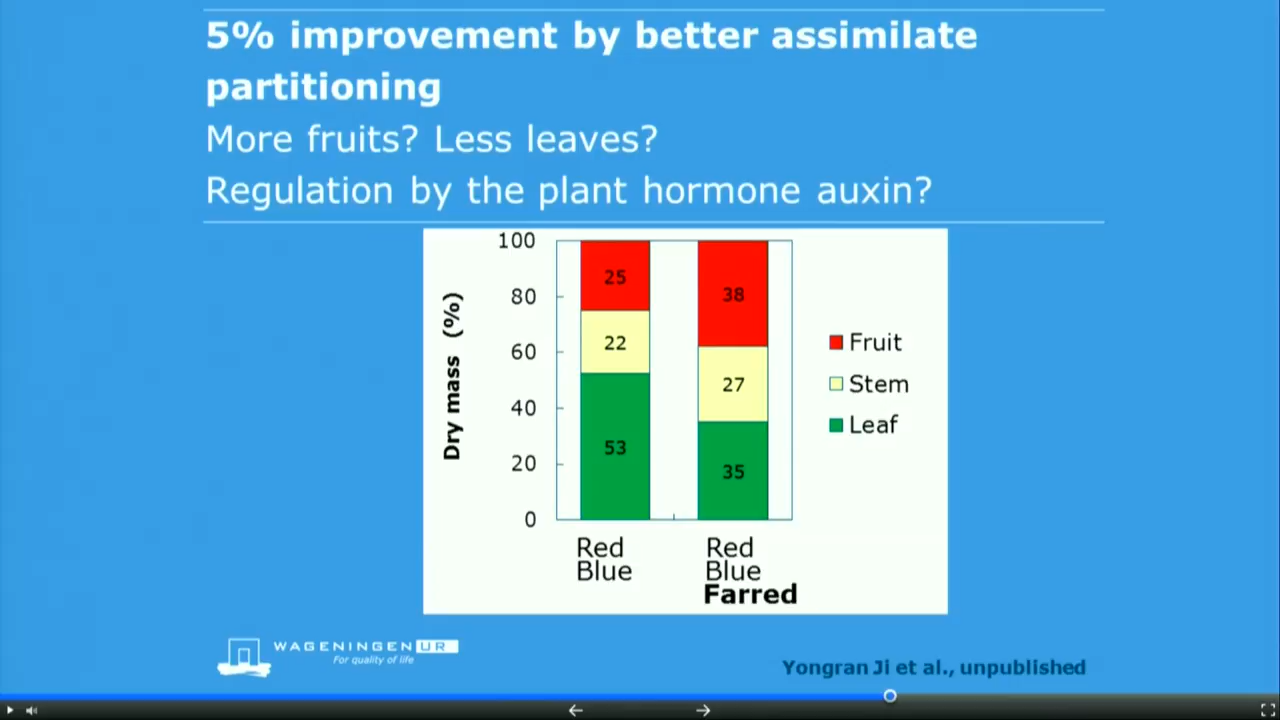 5% improvement by better assimilate
partitioning
More fruits? Less leaves?
Regulation by the plant hormone auxin?
100
80
60
40
20
0
Dry mass (%)
25
22
53
38
27
35
Fruit
Stem
Leaf
Red
Blue
Red
Blue
Farred
WAGENINGEN UR
For quality of life
Yongran Ji et al., unpublished